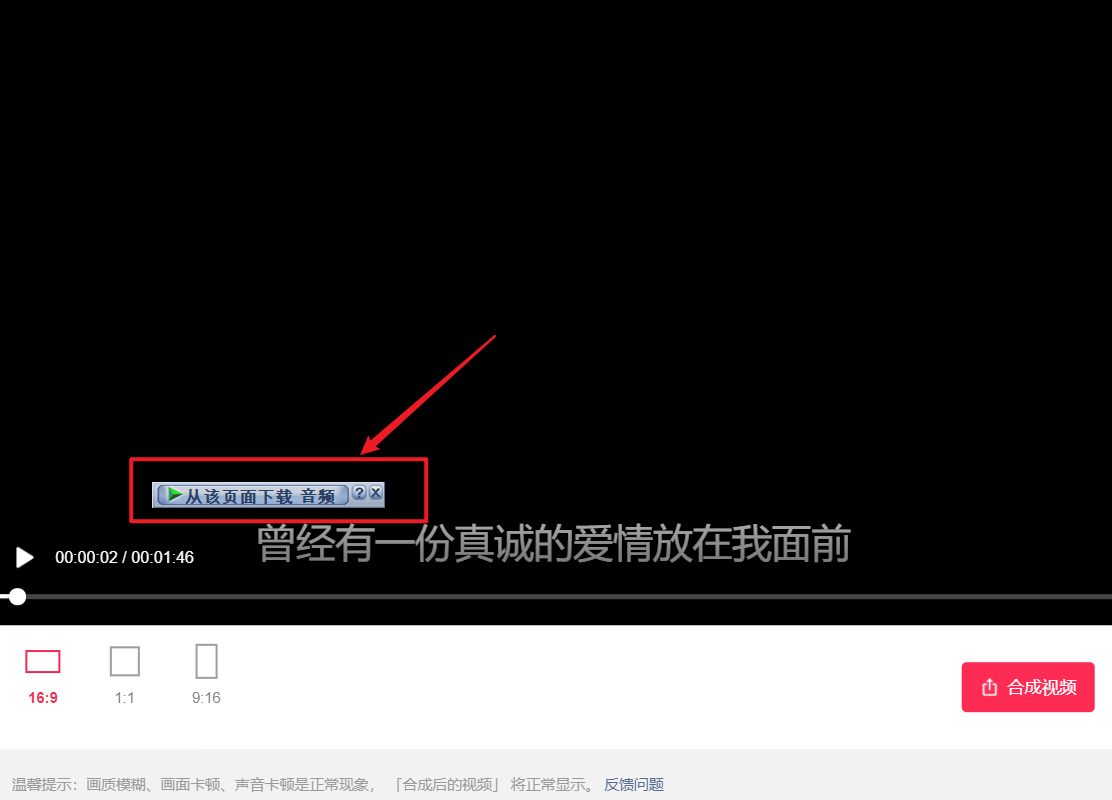 从该页面下载 音频 ? X
曾经有一份真诚的爱情放在我面前
00:00:02 / 00:01:46
16:9 1:1 9:16
合成视频
温馨提示：画质模糊、画面卡顿、声音卡顿是正常现象，「合成后的视频」 将正常显示。 反馈问题